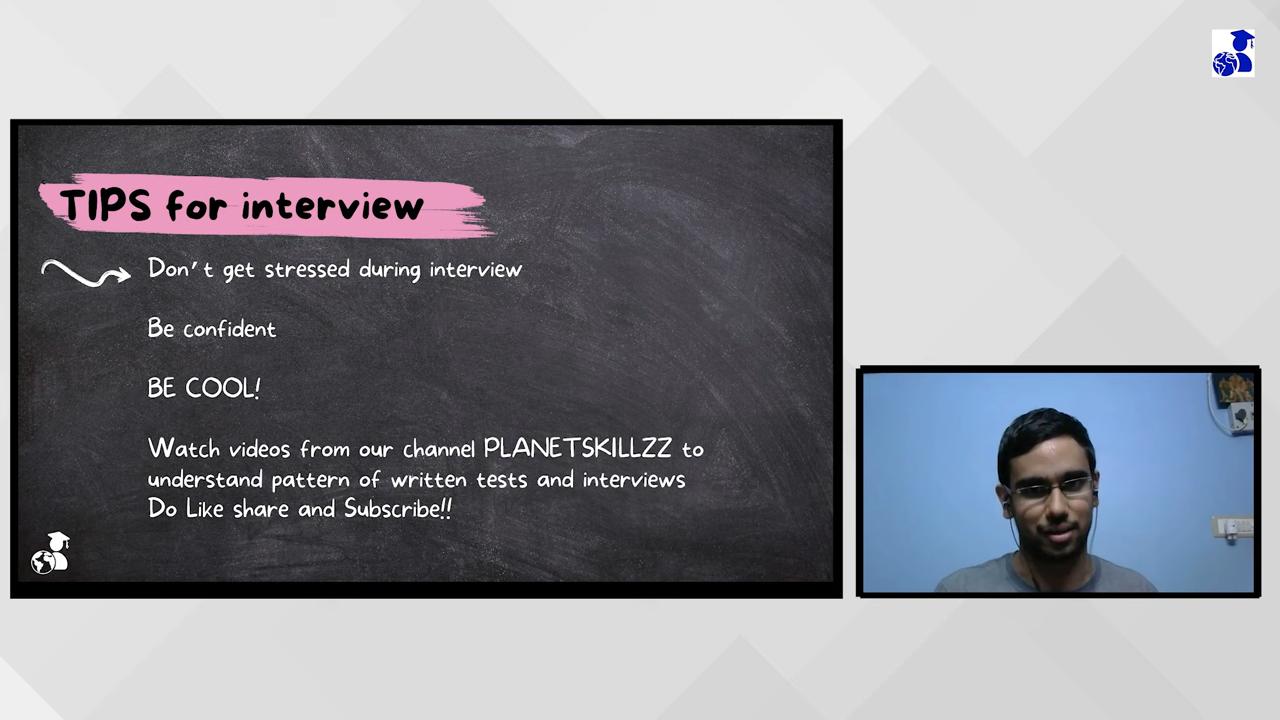 TIPS for interview
Don't get stressed during interview
Be confident
BE COOL!
Watch videos from our channel PLANETSKILLZZ to
understand pattern of written tests and interviews
Do Like share and Subscribe!!